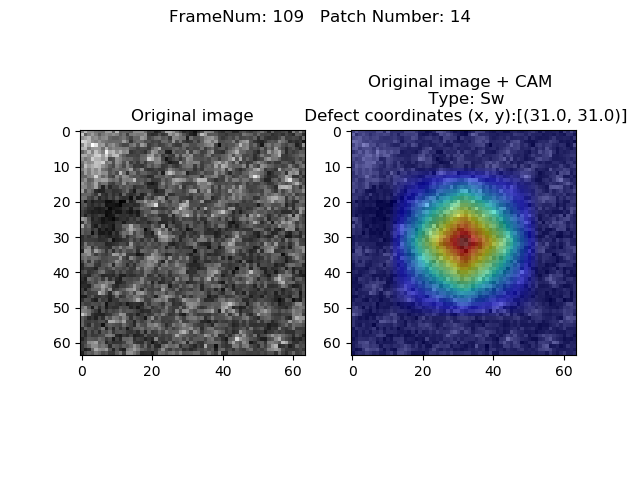 FrameNum: 109   Patch Number: 14
Original image
Original image + CAM
Type: Sw
Defect coordinates (x, y):[(31.0, 31.0)]
0
10
20
30
40
50
60
0 20 40 60
0
10
20
30
40
50
60
0 20 40 60